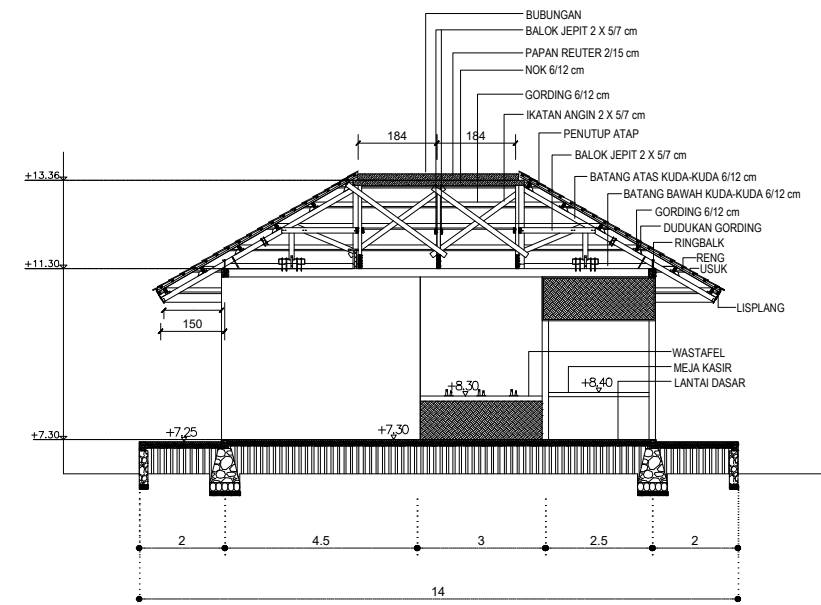 BUBUNGAN
BALOK JEPIT 2 X 5/7 cm
PAPAN REUTER 2/15 cm
NOK 6/12 cm
GORDING 6/12 cm
IKATAN ANGIN 2 X 5/7 cm
184 184
PENUTUP ATAP
BALOK JEPIT 2 X 5/7 cm
+13.36
BATANG ATAS KUDA-KUDA 6/12 cm
BATANG BAWAH KUDA-KUDA 6/12 cm
GORDING 6/12 cm
DUDUKAN GORDING
RINGBALK
+11.30
RENG
USUK
LISPLANG
150
WASTAFEL
MEJA KASIR
+8.30
+8.40
LANTAI DASAR
+7.30
+7.25
+7.30
2 4.5 3 2.5 2
14